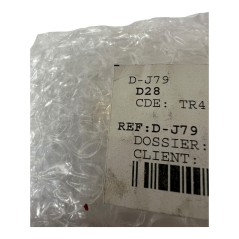 D-J79
D28
CDE: TR4
REF:D-J79
DOSSIER:
CLIENT: